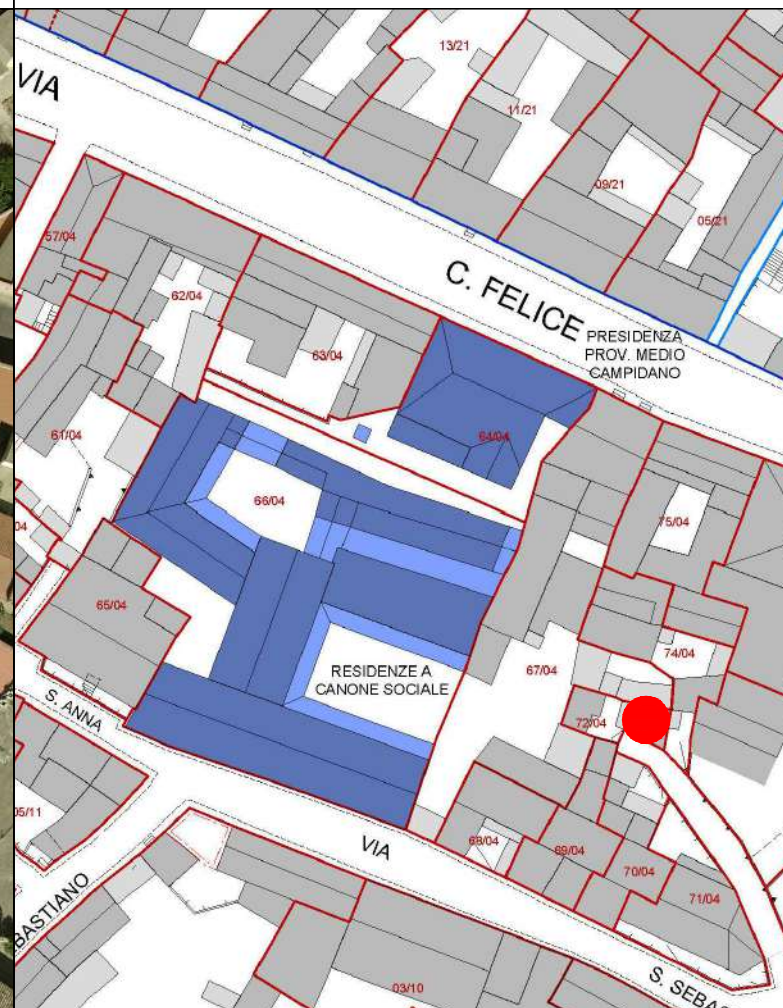 13/21
VIA
11/21
09/21
05/21
57/04
C. FELICE
62/04
PRESIDENZA
PROV. MEDIO
CAMPIDANO
63/04
64/04
61/04
66/04
75/04
04
65/04
74/04
67/04
RESIDENZE A
CANONE SOCIALE
S. ANNA
72/04
05/11
VIA
68/04
69/04
70/04
71/04
BASTIANO
03/10
S. SEBAS